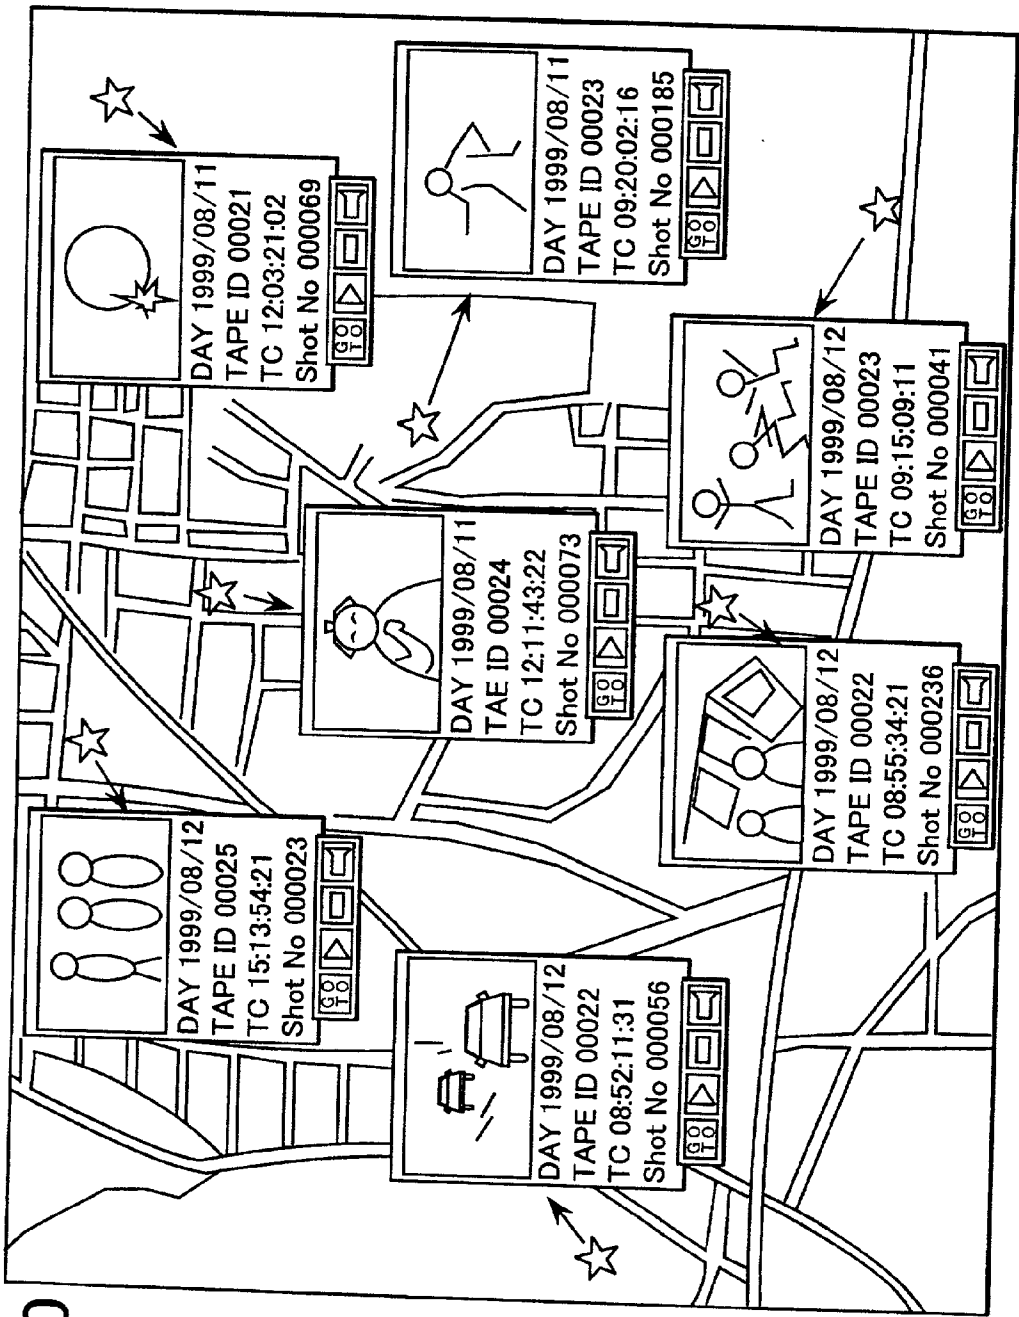 DAY 1999/08/12
TAPE ID 00025
TC 15:13:54:21
Shot No 000023
GO
TO
DAY 1999/08/11
TAPE ID 00021
TC 12:03:21:02
Shot No 000069
GO
TO
DAY 1999/08/11
TAE ID 00024
TC 12:11:43:22
Shot No 000073
GO
TO
DAY 1999/08/12
TAPE ID 00022
TC 08:52:11:31
Shot No 000056
GO
TO
DAY 1999/08/11
TAPE ID 00023
TC 09:20:02:16
Shot No 000185
GO
TO
DAY 1999/08/12
TAPE ID 00022
TC 08:55:34:21
Shot No 000236
GO
TO
DAY 1999/08/12
TAPE ID 00023
TC 09:15:09:11
Shot No 000041
GO
TO